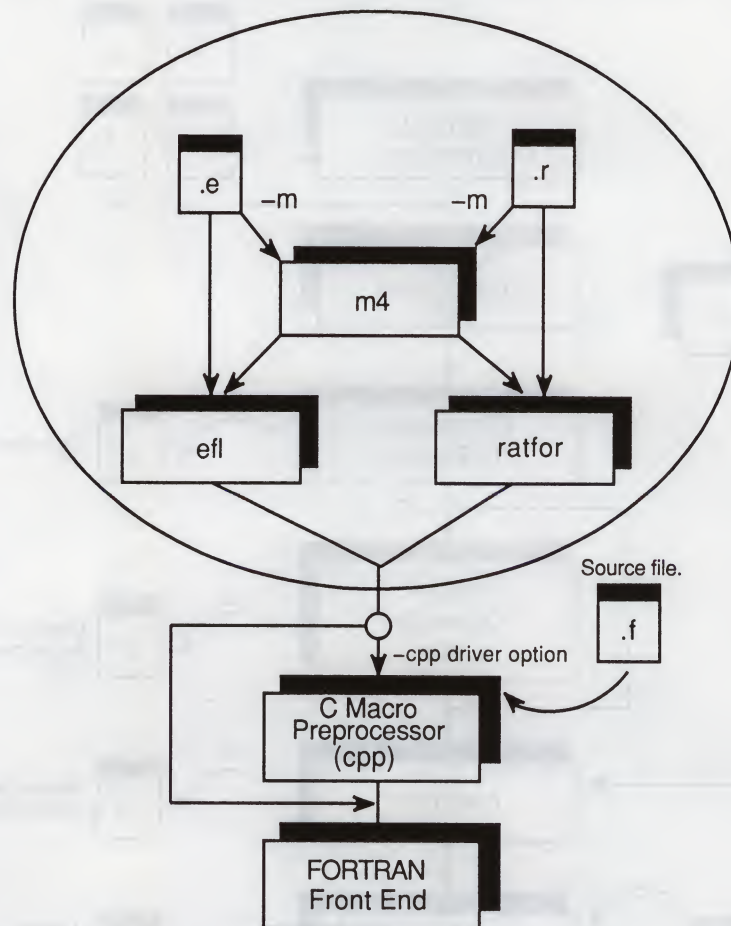 .e
.r
–m
–m
m4
efl
ratfor
Source file.
.f
–cpp driver option
C Macro
Preprocessor
(cpp)
FORTRAN
Front End